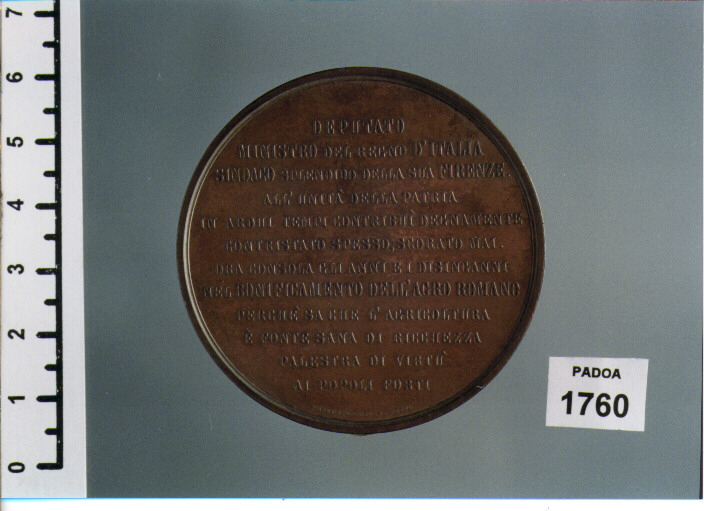 DEPUTATO
MINISTRO DEL REGNO D'ITALIA
SINDACO SPLENDIDO DELLA SUA FIRENZE.
ALL'UNITÀ DELLA PATRIA
IN ARDUI TEMPI CONTRIBUÌ DEGNAMENTE
CONTRISTATO SPESSO, SCORATO MAI.
ORA CONSOLA GLI ANNI E I DISINGANNI
NEL BONIFICAMENTO DELL'AGRO ROMANO
PERCHÈ SA CHE L'AGRICOLTURA
È FONTE SANA DI RICCHEZZA
PALESTRA DI VIRTÙ
AI POPOLI FORTI
PADOA
1760
7
6
5
4
3
2
1
0